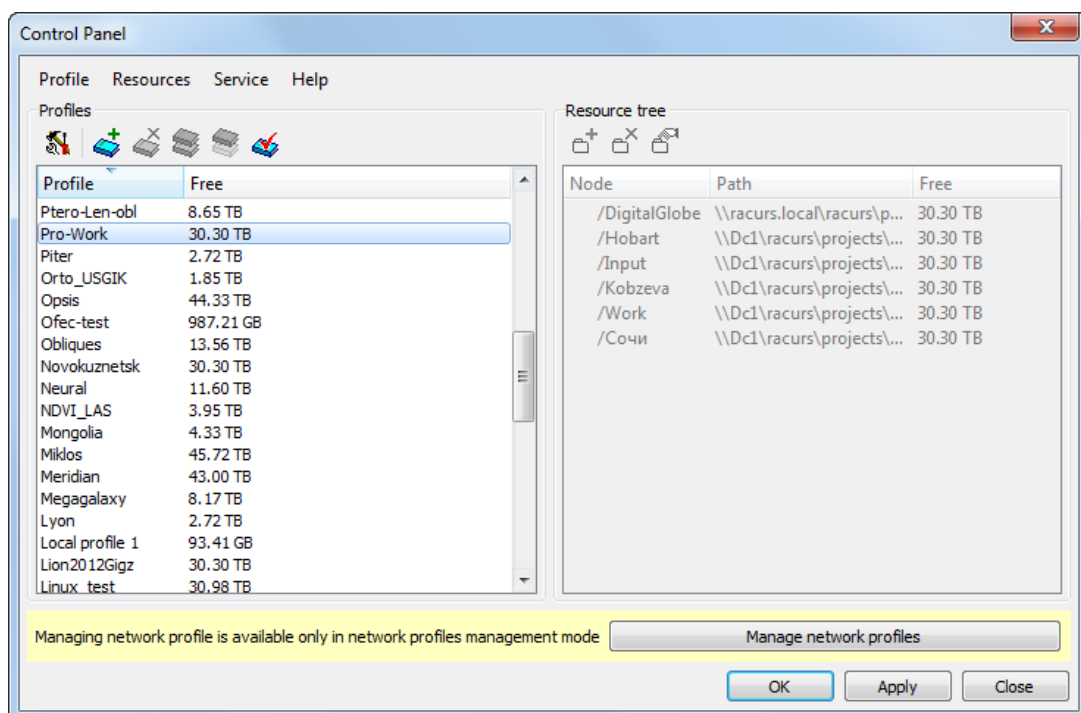 Control Panel
Profile Resources Service Help
Profiles
Profile Free
Ptero-Len-obl 8.65 TB
Pro-Work 30.30 TB
Piter 2.72 TB
Orto_USGIK 1.85 TB
Opsis 44.33 TB
Ofec-test 987.21 GB
Obliques 13.56 TB
Novokuznetsk 30.30 TB
Neural 11.60 TB
NDVI_LAS 3.95 TB
Mongolia 4.33 TB
Miklos 45.72 TB
Meridian 43.00 TB
Megagalaxy 8.17 TB
Lyon 2.72 TB
Local profile 1 93.41 GB
Lion2012Gigz 30.30 TB
Linux_test 30.98 TB
Resource tree
Node Path Free
/DigitalGlobe \\racurs.local\racurs\p... 30.30 TB
/Hobart \\Dc1\racurs\projects\... 30.30 TB
/Input \\Dc1\racurs\projects\... 30.30 TB
/Kobzeva \\Dc1\racurs\projects\... 30.30 TB
/Work \\Dc1\racurs\projects\... 30.30 TB
/Сочи \\Dc1\racurs\projects\... 30.30 TB
Managing network profile is available only in network profiles management mode Manage network profiles
OK Apply Close